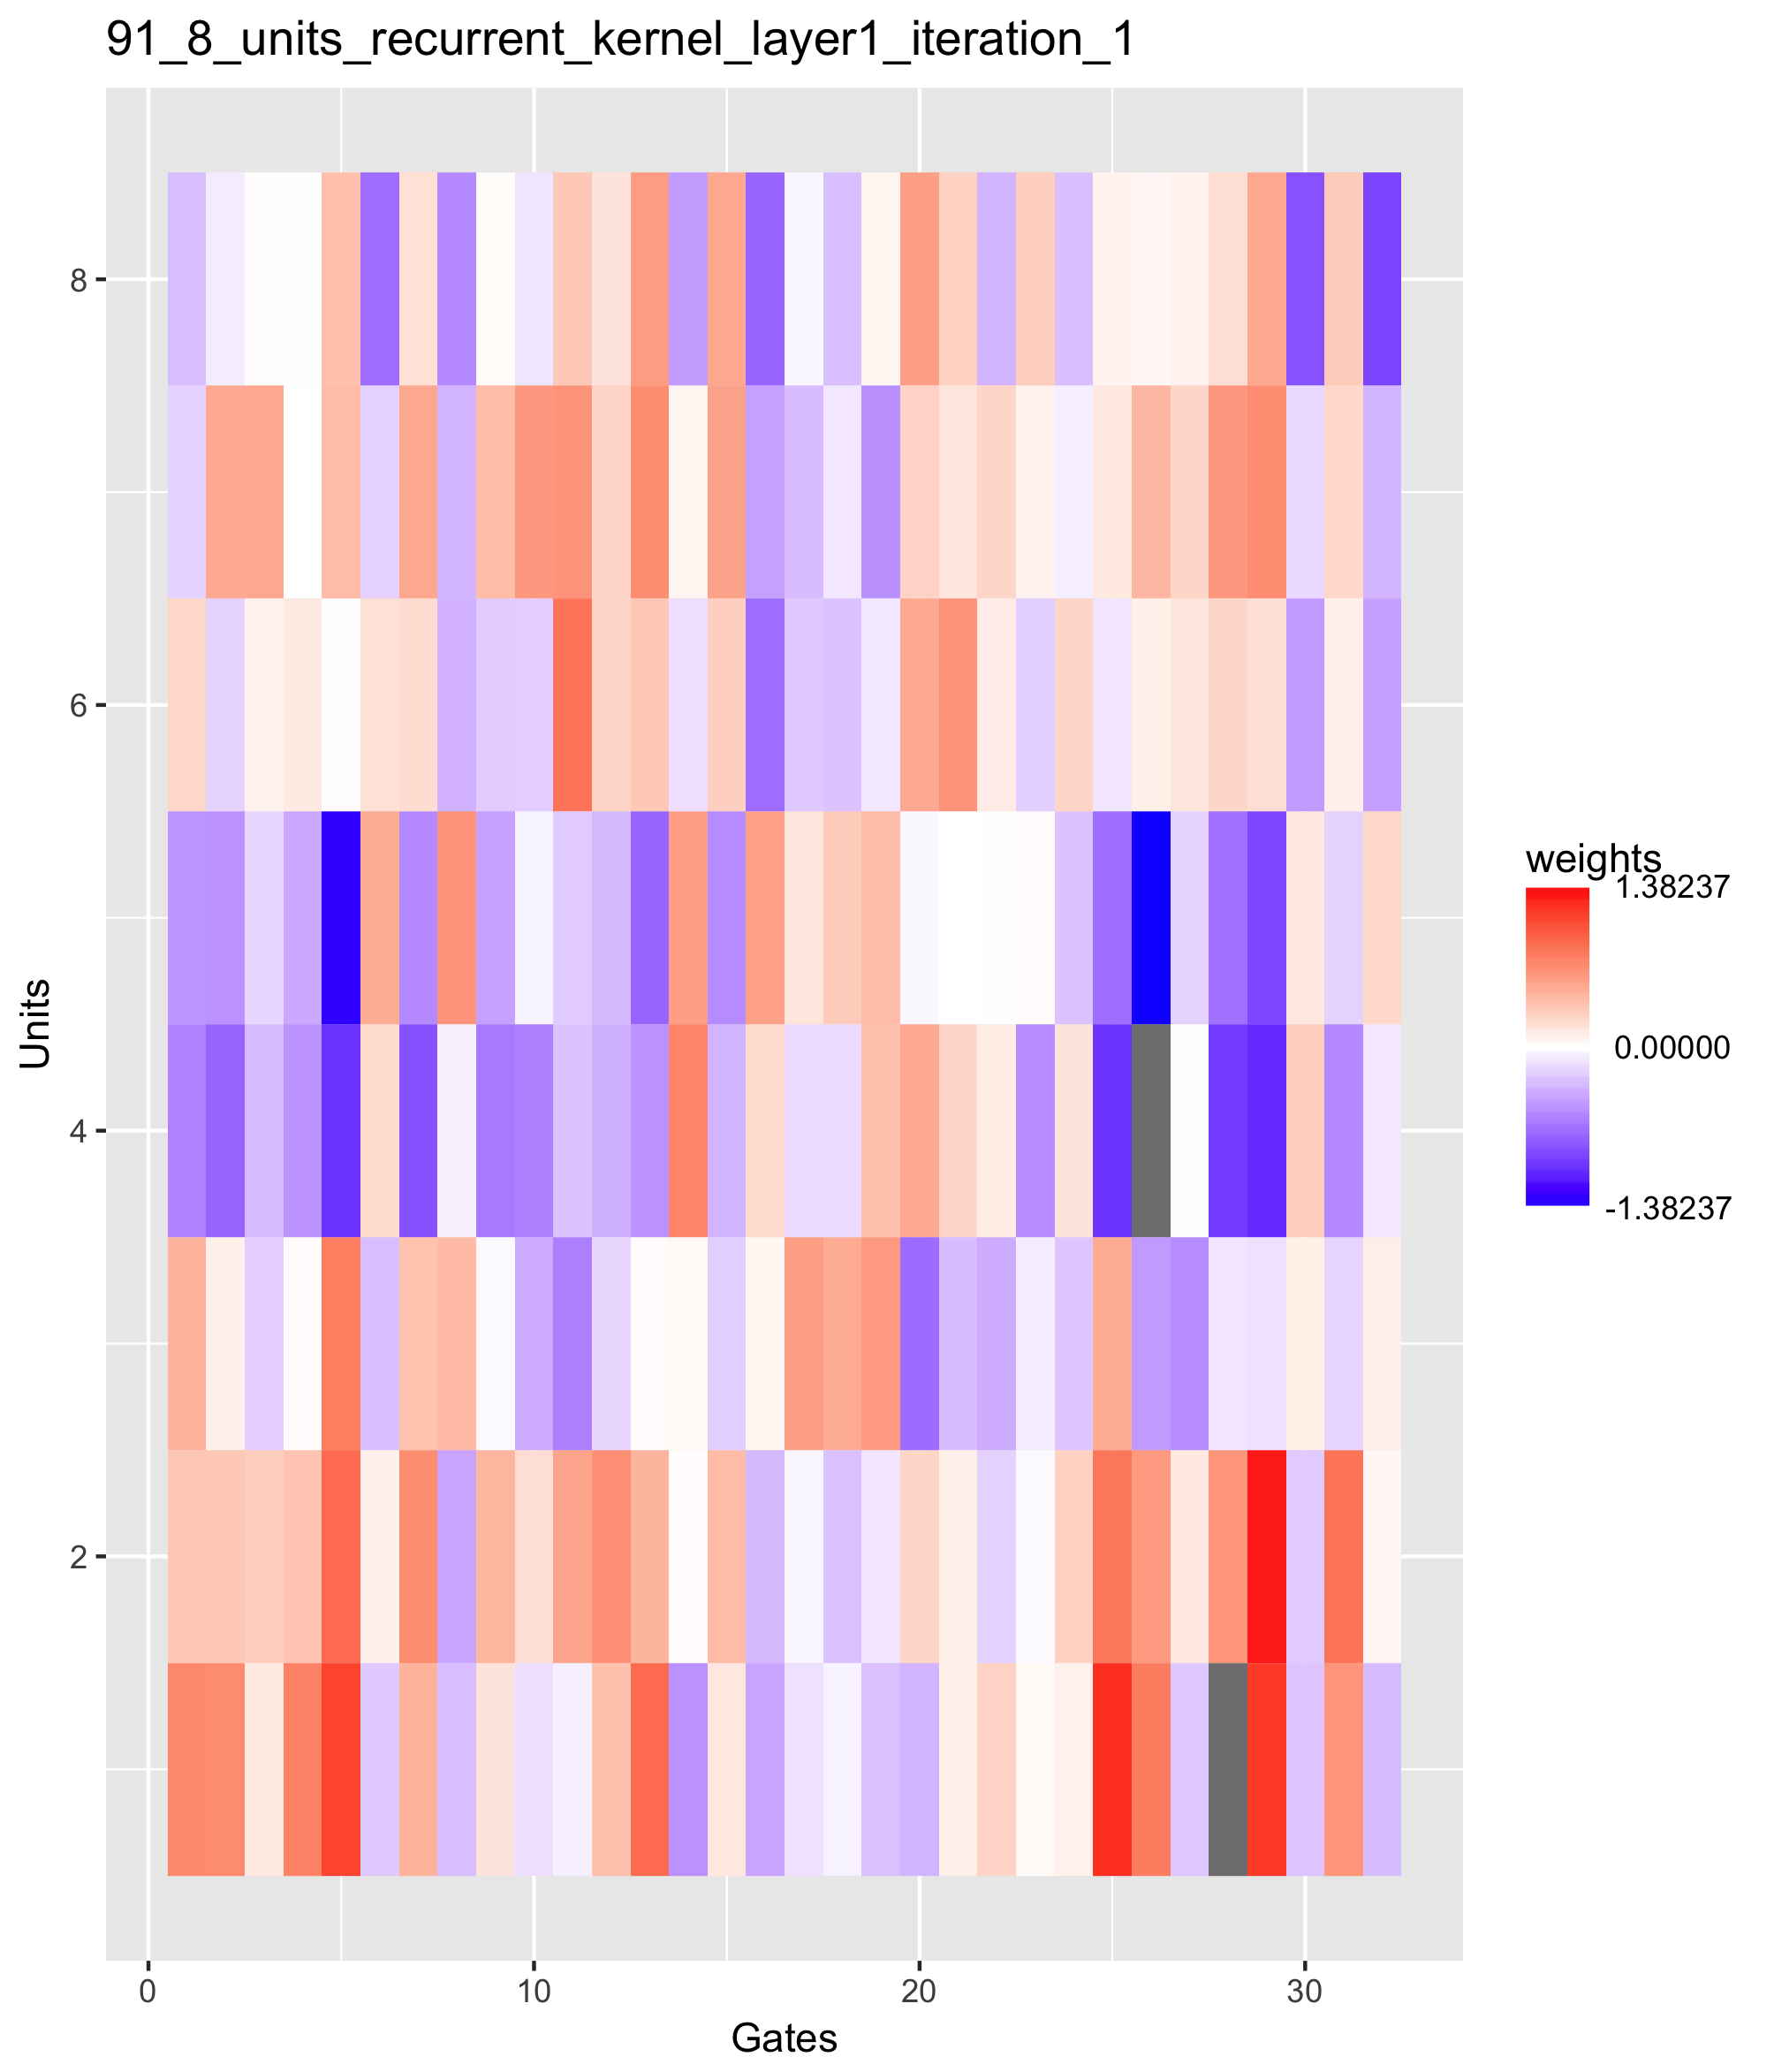 91_8_units_recurrent_kernel_layer1_iteration_1
8
6
4
2
Units
0 10 20 30
Gates
weights
1.38237
0.00000
-1.38237